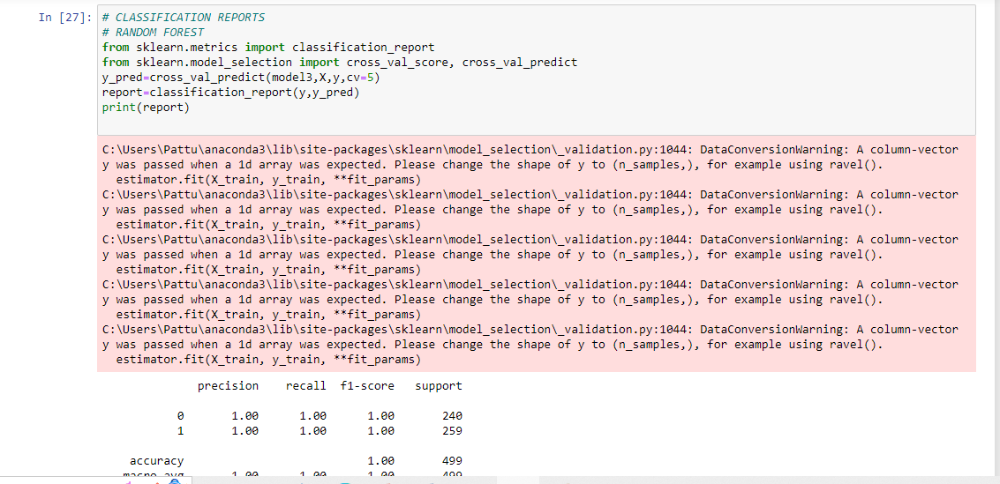 In [27]: # CLASSIFICATION REPORTS
# RANDOM FOREST
from sklearn.metrics import classification_report
from sklearn.model_selection import cross_val_score, cross_val_predict
y_pred=cross_val_predict(model3,X,y,cv=5)
report=classification_report(y,y_pred)
print(report)
C:\Users\Pattu\anaconda3\lib\site-packages\sklearn\model_selection\_validation.py:1044: DataConversionWarning: A column-vector
y was passed when a 1d array was expected. Please change the shape of y to (n_samples,), for example using ravel().
  estimator.fit(X_train, y_train, **fit_params)
C:\Users\Pattu\anaconda3\lib\site-packages\sklearn\model_selection\_validation.py:1044: DataConversionWarning: A column-vector
y was passed when a 1d array was expected. Please change the shape of y to (n_samples,), for example using ravel().
  estimator.fit(X_train, y_train, **fit_params)
C:\Users\Pattu\anaconda3\lib\site-packages\sklearn\model_selection\_validation.py:1044: DataConversionWarning: A column-vector
y was passed when a 1d array was expected. Please change the shape of y to (n_samples,), for example using ravel().
  estimator.fit(X_train, y_train, **fit_params)
C:\Users\Pattu\anaconda3\lib\site-packages\sklearn\model_selection\_validation.py:1044: DataConversionWarning: A column-vector
y was passed when a 1d array was expected. Please change the shape of y to (n_samples,), for example using ravel().
  estimator.fit(X_train, y_train, **fit_params)
C:\Users\Pattu\anaconda3\lib\site-packages\sklearn\model_selection\_validation.py:1044: DataConversionWarning: A column-vector
y was passed when a 1d array was expected. Please change the shape of y to (n_samples,), for example using ravel().
  estimator.fit(X_train, y_train, **fit_params)
precision recall f1-score support
0 1.00 1.00 1.00 240
1 1.00 1.00 1.00 259
accuracy 1.00 499
macro avg 1.00 1.00 1.00 499